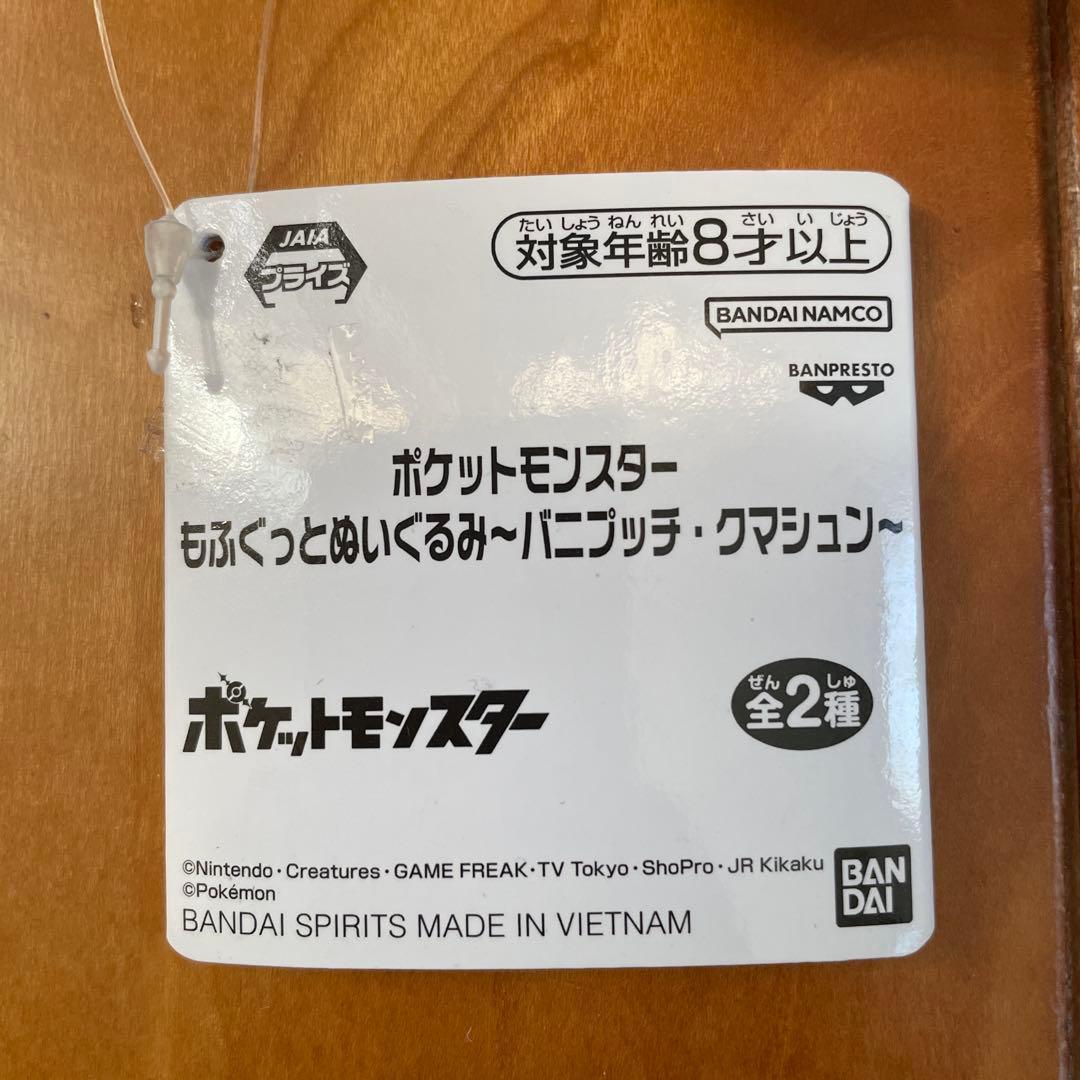 JAIA
プライズ
たいしょうねんれい さいいじょう
対象年齢8才以上
BANDAI NAMCO
BANPRESTO
ポケットモンスター
もふぐっとぬいぐるみ~バニプッチ・クマシュン~
ポケットモンスター
ぜん しゅ
全2種
©Nintendo・Creatures・GAME FREAK・TV Tokyo・ShoPro・JR Kikaku
©Pokémon
BANDAI SPIRITS MADE IN VIETNAM
BAN
DAI